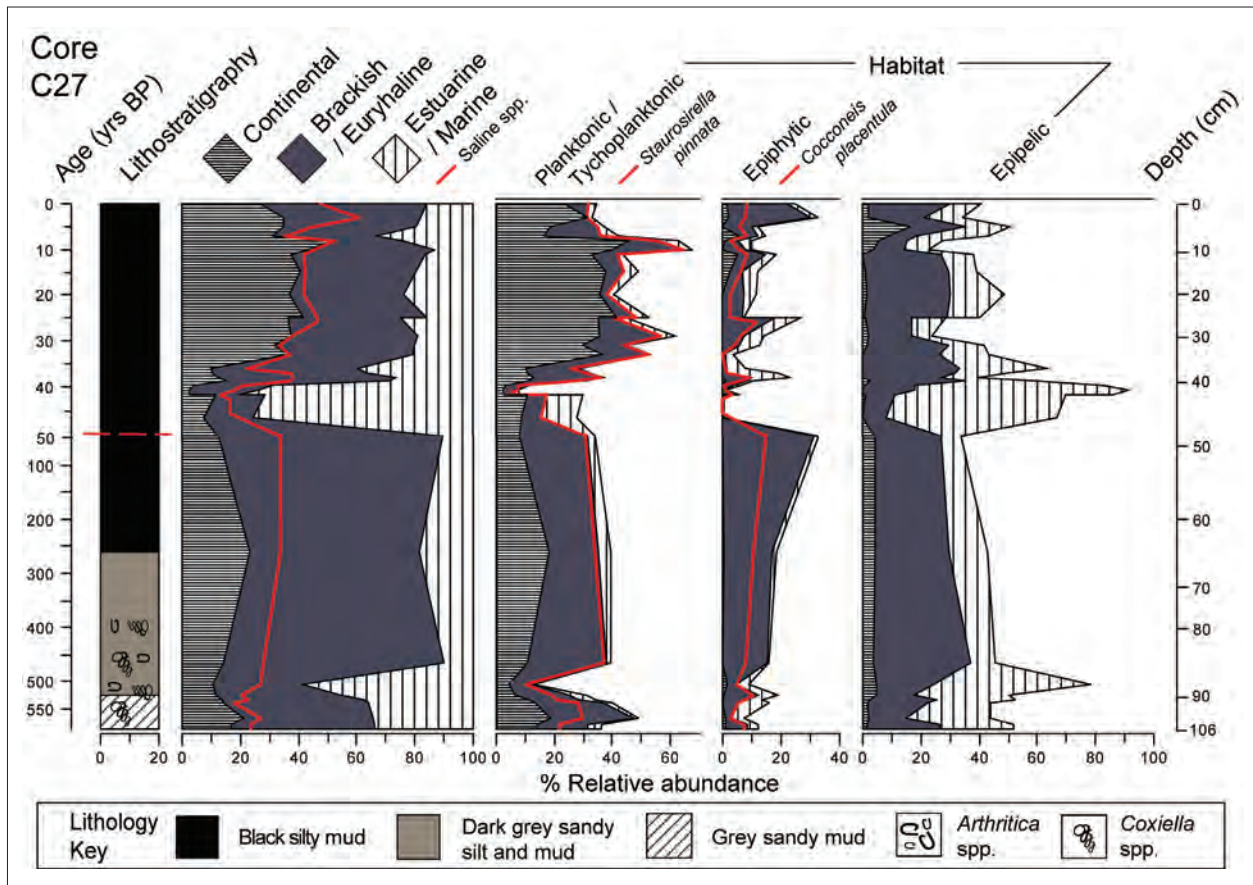 Core
C27
Age (yrs BP)
Lithostratigraphy
Continental
Brackish
/ Euryhaline
Estuarine
/ Marine
Saline spp.
Habitat
Planktonic /
Tychoplanktonic
Staurosirella
pinnata
Epiphytic
Cocconeis
placentula
Epipelic
Depth (cm)
0
10
20
30
40
50
100
200
300
400
500
550
0
10
20
30
40
50
60
70
80
90
106
0 20
0 20 40 60 80 100
0 20 40 60
0 20 40
0 20 40 60 80 100
% Relative abundance
Lithology
Key
Black silty mud
Dark grey sandy
silt and mud
Grey sandy mud
Arthritica
spp.
Coxiella
spp.